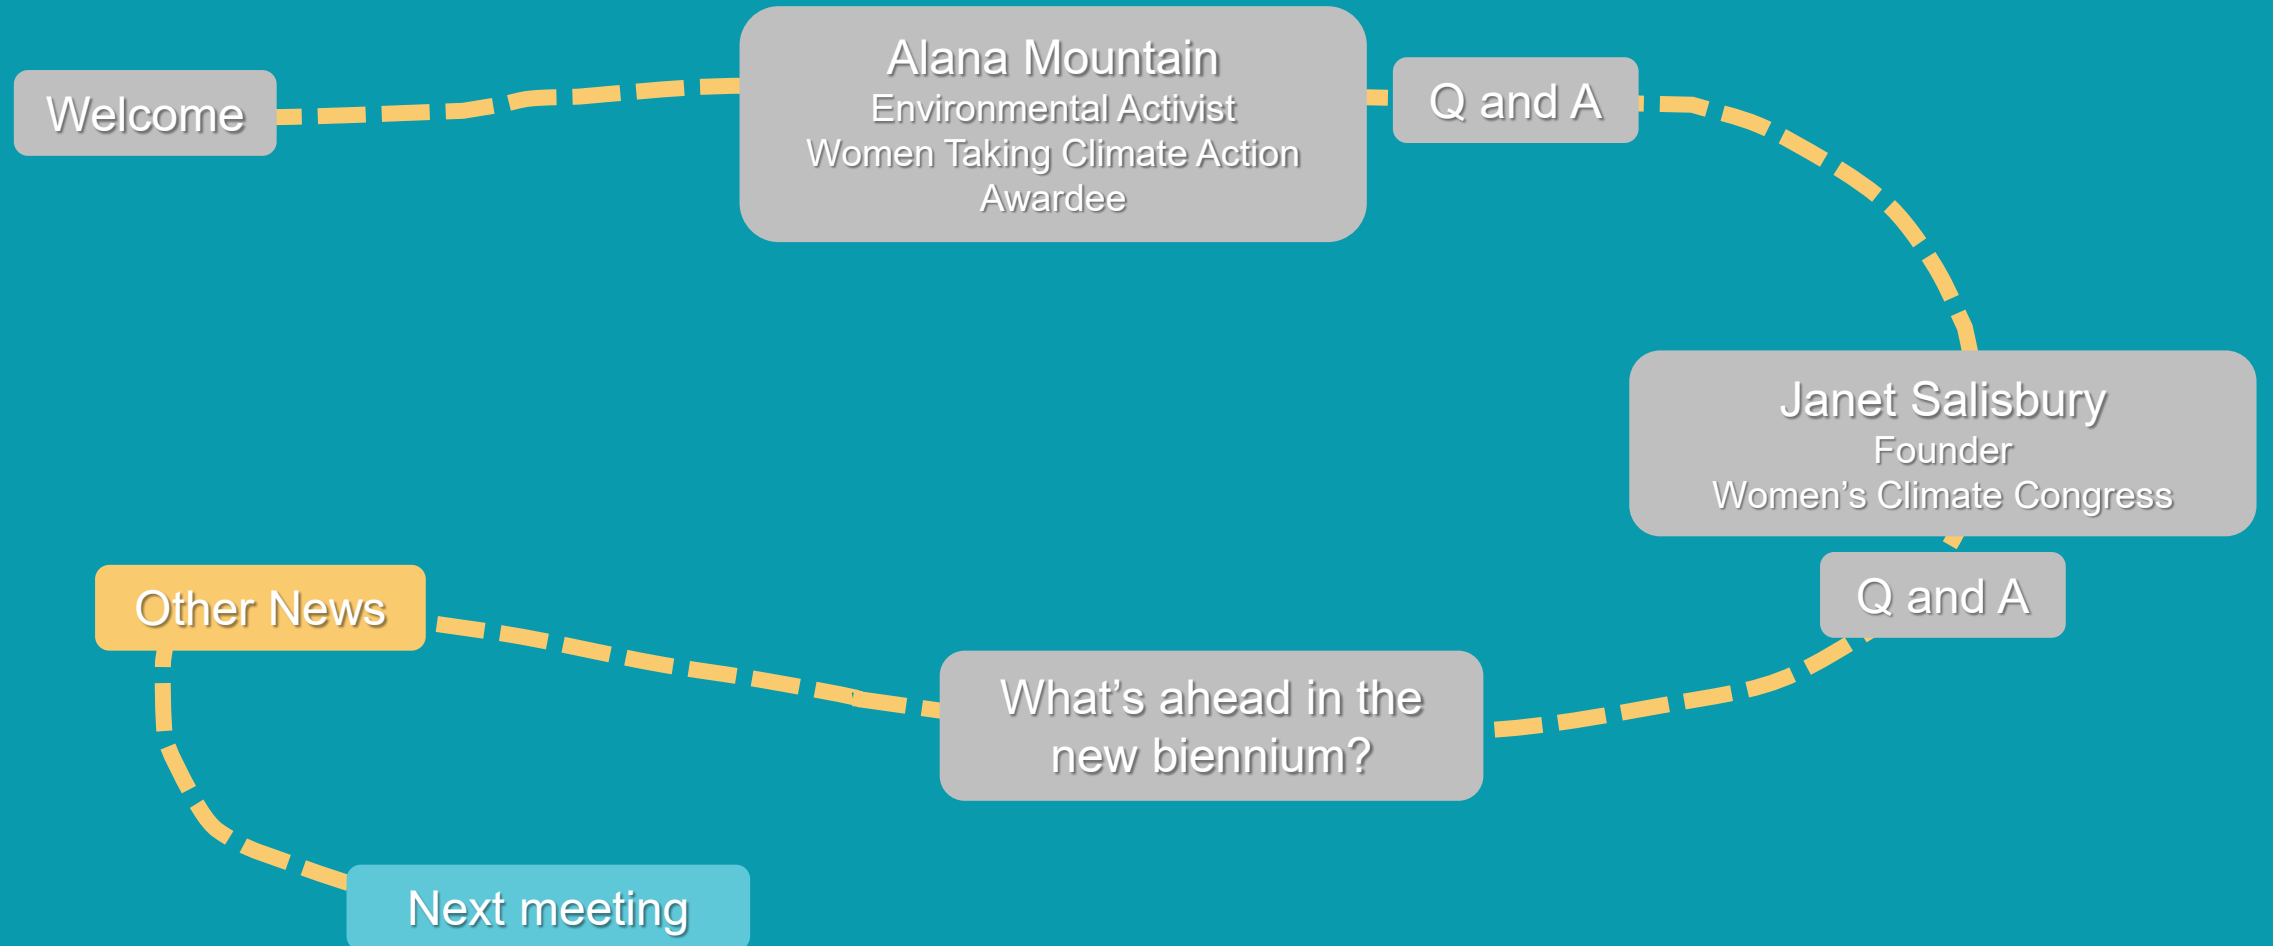 Welcome
Alana Mountain
Environmental Activist
Women Taking Climate Action
Awardee
Q and A
Janet Salisbury
Founder
Women’s Climate Congress
Q and A
What’s ahead in the
new biennium?
Other News
Next meeting